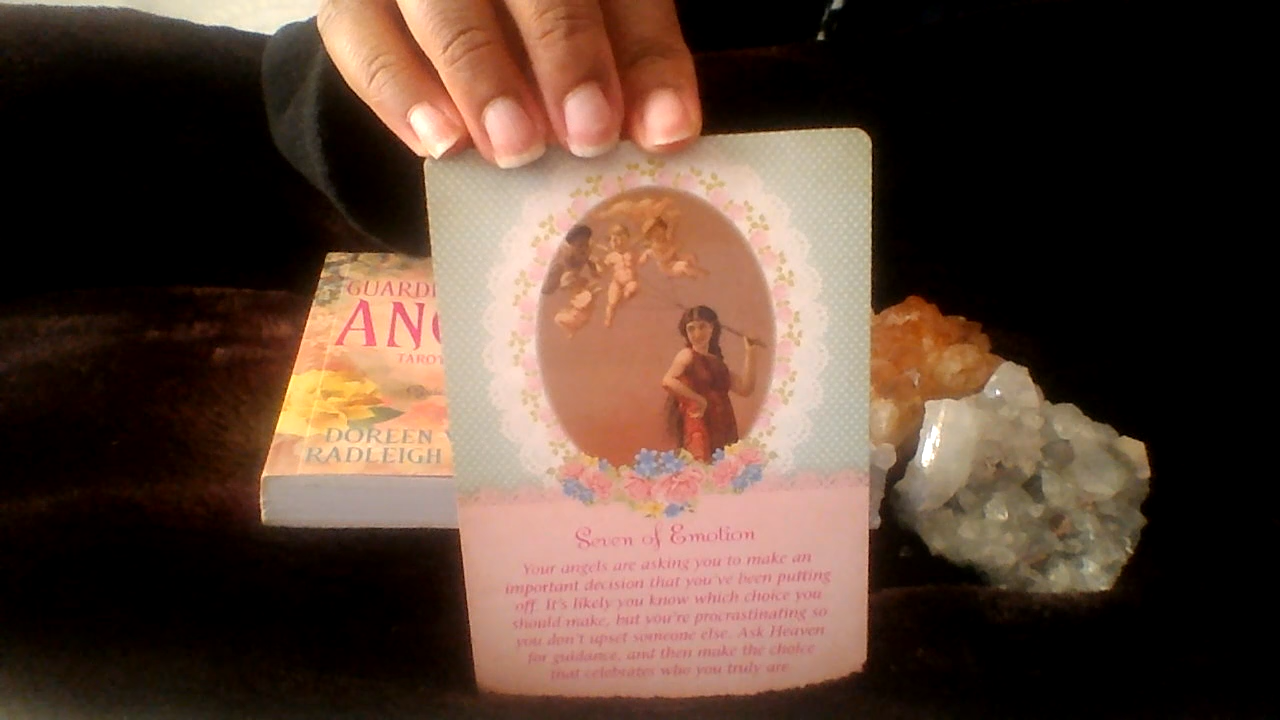 GUARDI
ANG
TAROT
DOREEN V
RADLEIGH
Seven of Emotion
Your angels are asking you to make an
important decision that you've been putting
off. It's likely you know which choice you
should make, but you're procrastinating so
you don't upset someone else. Ask Heaven
for guidance, and then make the choice
that celebrates who you truly are.